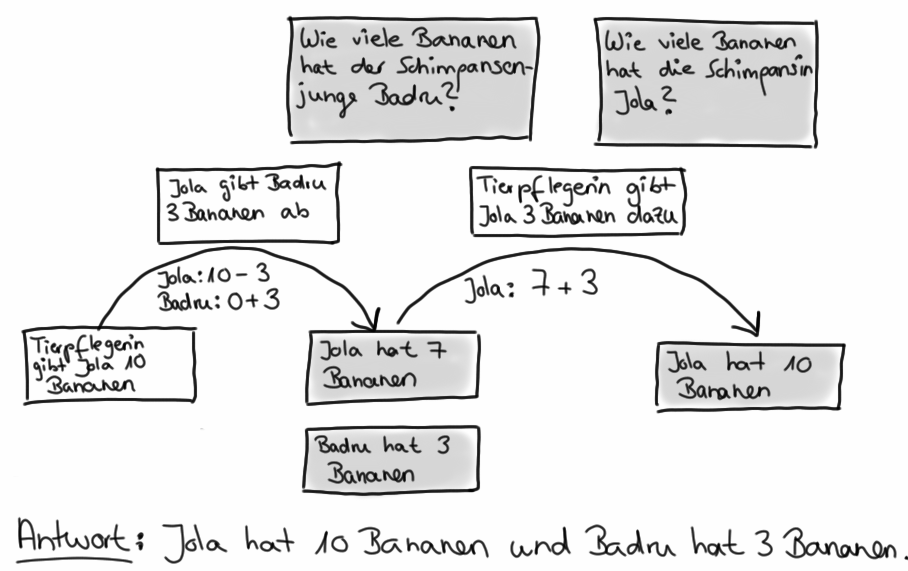 Wie viele Bananen
hat der Schimpansen-
junge Badru?
Wie viele Bananen
hat die Schimpansin
Jola?
Jola gibt Badru
3 Bananen ab
Tierpflegerin gibt
Jola 3 Bananen dazu
Jola: 10 - 3
Badru: 0 + 3
Jola: 7 + 3
Tierpflegerin
gibt Jola 10
Bananen
Jola hat 7
Bananen
Jola hat 10
Bananen
Badru hat 3
Bananen
Antwort: Jola hat 10 Bananen und Badru hat 3 Bananen.